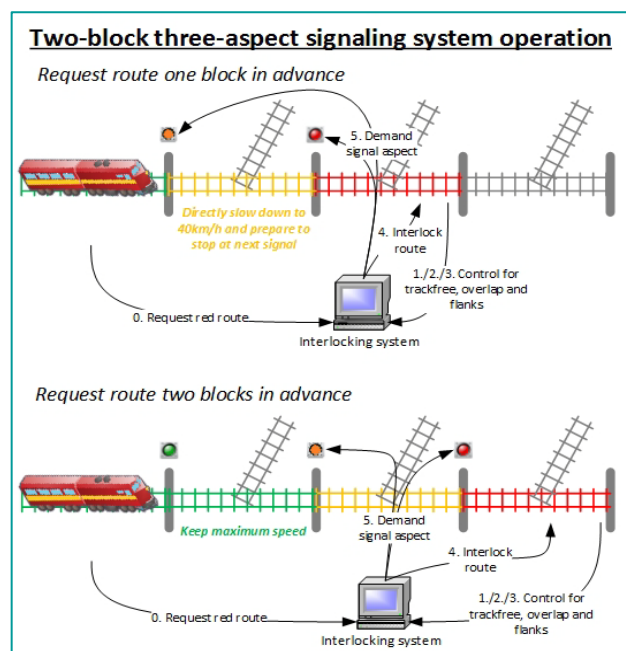 Two-block three-aspect signaling system operation
Request route one block in advance
5. Demand
signal aspect
Directly slow down to
40km/h and prepare to
stop at next signal
4. Interlock
route
1./2./3. Control for
trackfree, overlap and
flanks
0. Request red route
Interlocking system
Request route two blocks in advance
Keep maximum speed
5. Demand
signal aspect
4. Interlock
route
0. Request red route
1./2./3. Control for
trackfree, overlap and
flanks
Interlocking system